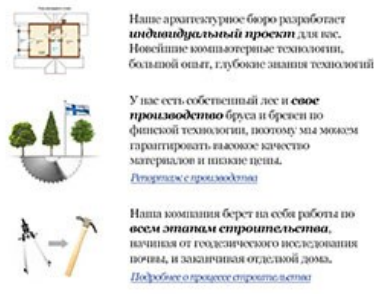 Наше архитектурное бюро разработает
индивидуальный проект для вас.
Новейшие компьютерные технологии,
большой опыт, глубокие знания технологий
У нас есть собственный лес и свое
производство бруса и бревен по
финской технологии, поэтому мы можем
гарантировать высокое качество
материалов и низкие цены.
Репортаж с производства
Наша компания берет на себя работы по
всем этапам строительства,
начиная от геодезического исследования
почвы, и заканчивая отделкой дома.
Подробнее о процессе строительства